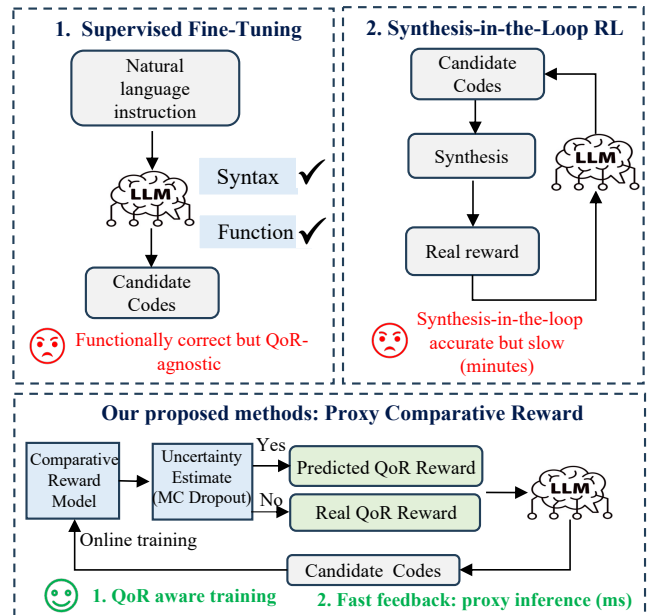 1. Supervised Fine-Tuning
Natural
language
instruction
LLM
Syntax
Function
Candidate
Codes
Functionally correct but QoR-
agnostic
2. Synthesis-in-the-Loop RL
Candidate
Codes
Synthesis
LLM
Real reward
Synthesis-in-the-loop
accurate but slow
(minutes)
Our proposed methods: Proxy Comparative Reward
Comparative
Reward
Model
Uncertainty
Estimate
(MC Dropout)
Yes
No
Predicted QoR Reward
Real QoR Reward
LLM
Online training
Candidate Codes
1. QoR aware training
2. Fast feedback: proxy inference (ms)